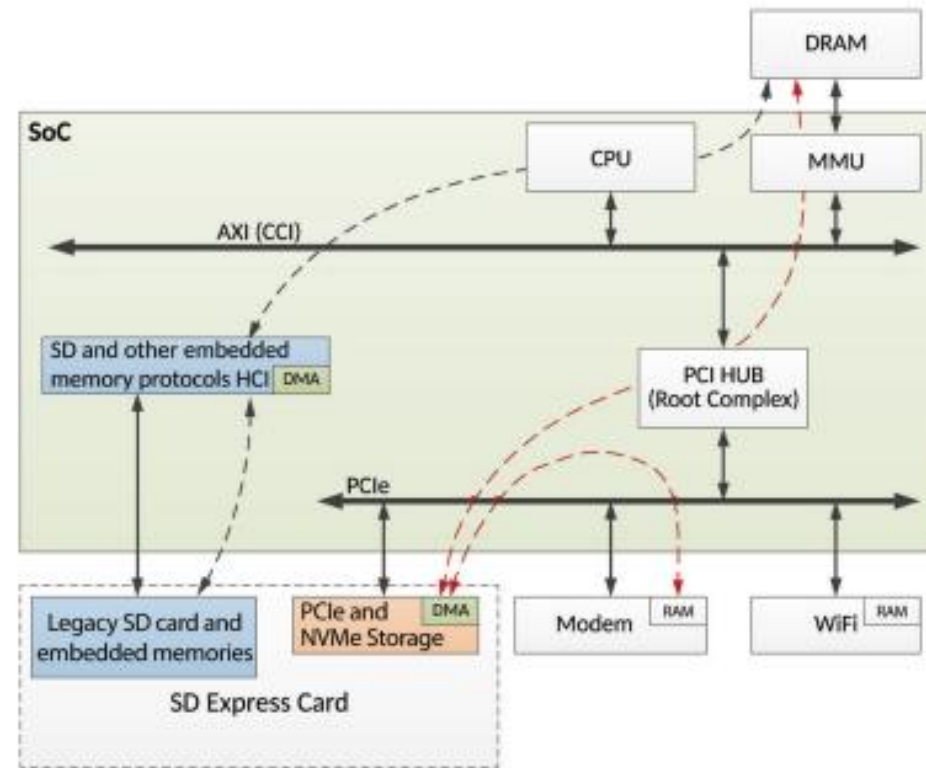 DRAM
SoC
CPU
MMU
AXI (CCI)
SD and other embedded
memory protocols HCI
DMA
PCI HUB
(Root Complex)
PCIe
Legacy SD card and
embedded memories
PCIe and
NVMe Storage
DMA
Modem
RAM
WiFi
RAM
SD Express Card